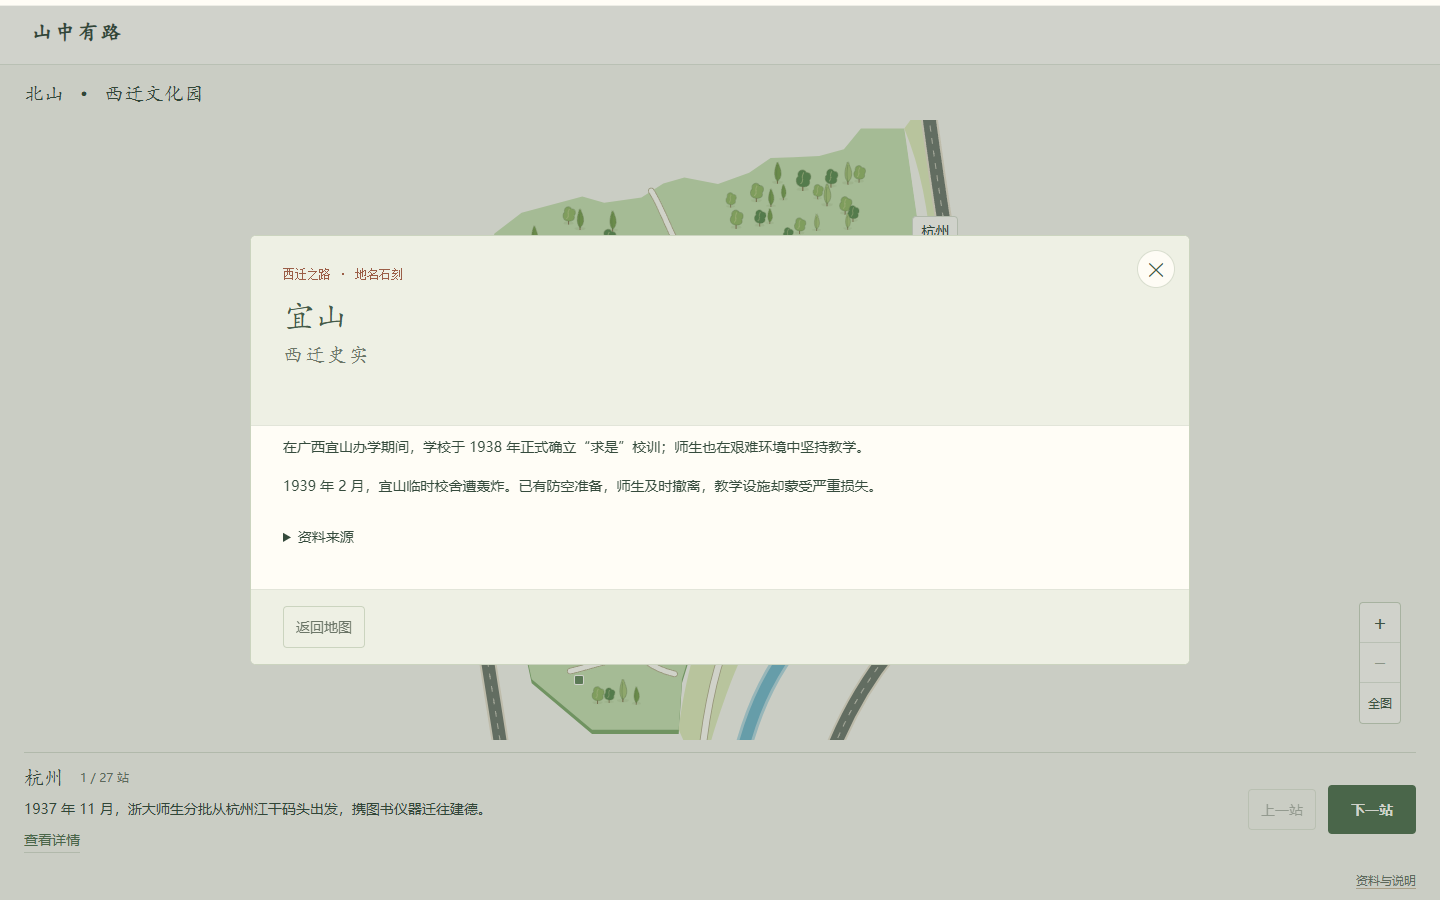 山中有路
北山 • 西迁文化园
杭州
西迁之路 · 地名石刻
宜山
西迁史实
在广西宜山办学期间，学校于 1938 年正式确立“求是”校训；师生也在艰难环境中坚持教学。
1939 年 2 月，宜山临时校舍遭轰炸。已有防空准备，师生及时撤离，教学设施却蒙受严重损失。
▶ 资料来源
返回地图
+
−
全图
杭州 1 / 27 站
1937 年 11 月，浙大师生分批从杭州江干码头出发，携图书仪器迁往建德。
查看详情
上一站
下一站
资料与说明